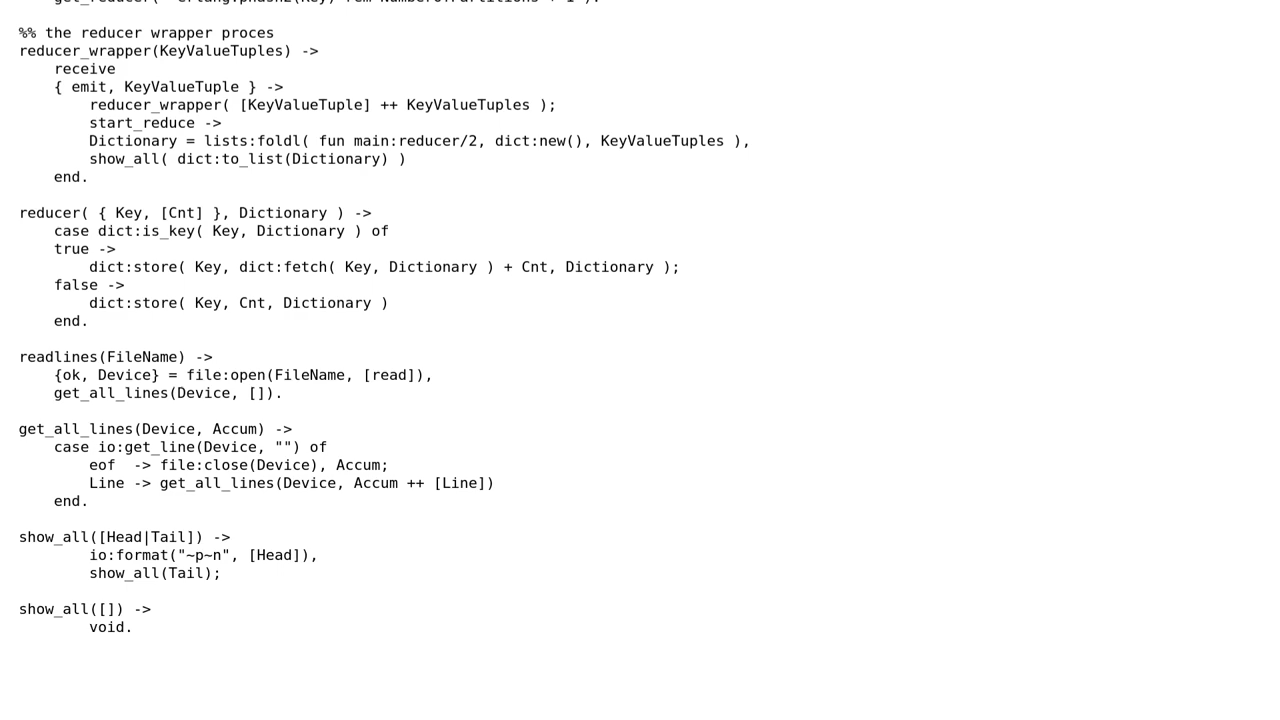 %% the reducer wrapper proces
reducer_wrapper(KeyValueTuples) ->
    receive
    { emit, KeyValueTuple } ->
        reducer_wrapper( [KeyValueTuple] ++ KeyValueTuples );
        start_reduce ->
        Dictionary = lists:foldl( fun main:reducer/2, dict:new(), KeyValueTuples ),
        show_all( dict:to_list(Dictionary) )
    end.

reducer( { Key, [Cnt] }, Dictionary ) ->
    case dict:is_key( Key, Dictionary ) of
    true ->
        dict:store( Key, dict:fetch( Key, Dictionary ) + Cnt, Dictionary );
    false ->
        dict:store( Key, Cnt, Dictionary )
    end.

readlines(FileName) ->
    {ok, Device} = file:open(FileName, [read]),
    get_all_lines(Device, []).

get_all_lines(Device, Accum) ->
    case io:get_line(Device, "") of
        eof  -> file:close(Device), Accum;
        Line -> get_all_lines(Device, Accum ++ [Line])
    end.

show_all([Head|Tail]) ->
        io:format("~p~n", [Head]),
        show_all(Tail);

show_all([]) ->
        void.